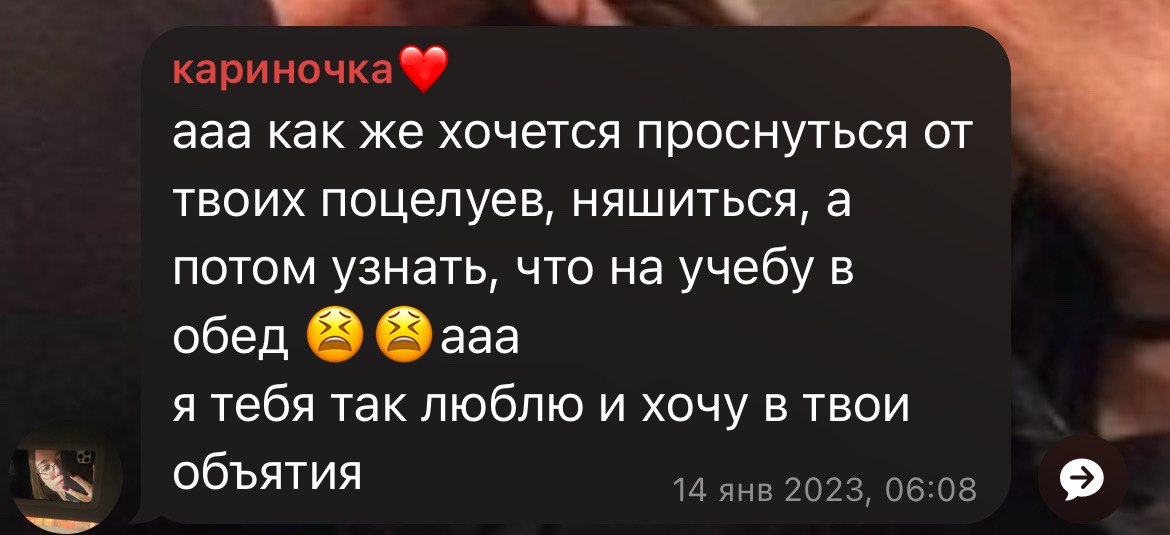 кариночка❤️
ааа как же хочется проснуться от
твоих поцелуев, няшиться, а
потом узнать, что на учебу в
обед 😫😫ааа
я тебя так люблю и хочу в твои
объятия
14 янв 2023, 06:08